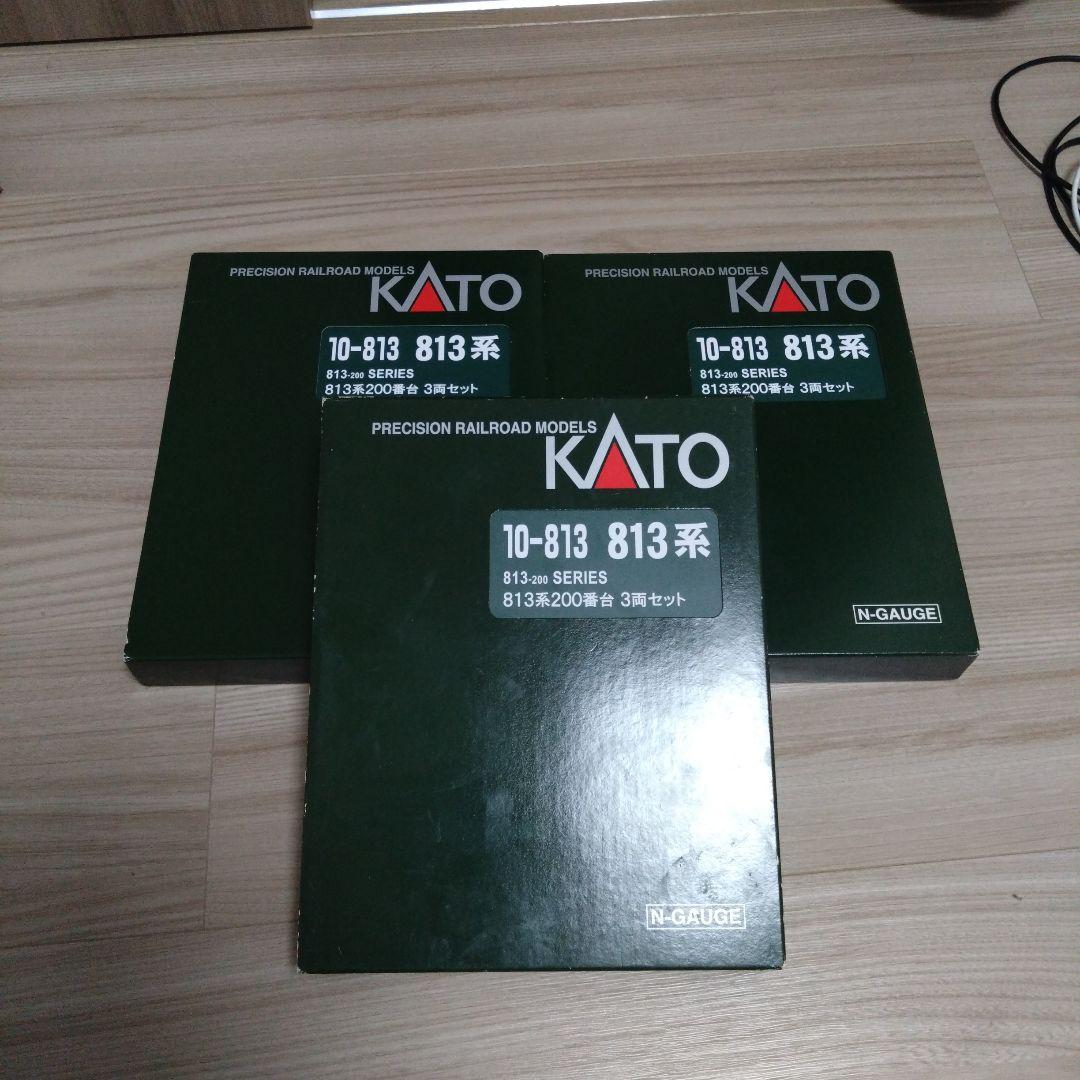 PRECISION RAILROAD MODELS
KATO
10-813 813系
813-200 SERIES
813系200番台 3両セット
PRECISION RAILROAD MODELS
KATO
10-813 813系
813-200 SERIES
813系200番台 3両セット
N-GAUGE
PRECISION RAILROAD MODELS
KATO
10-813 813系
813-200 SERIES
813系200番台 3両セット
N-GAUGE